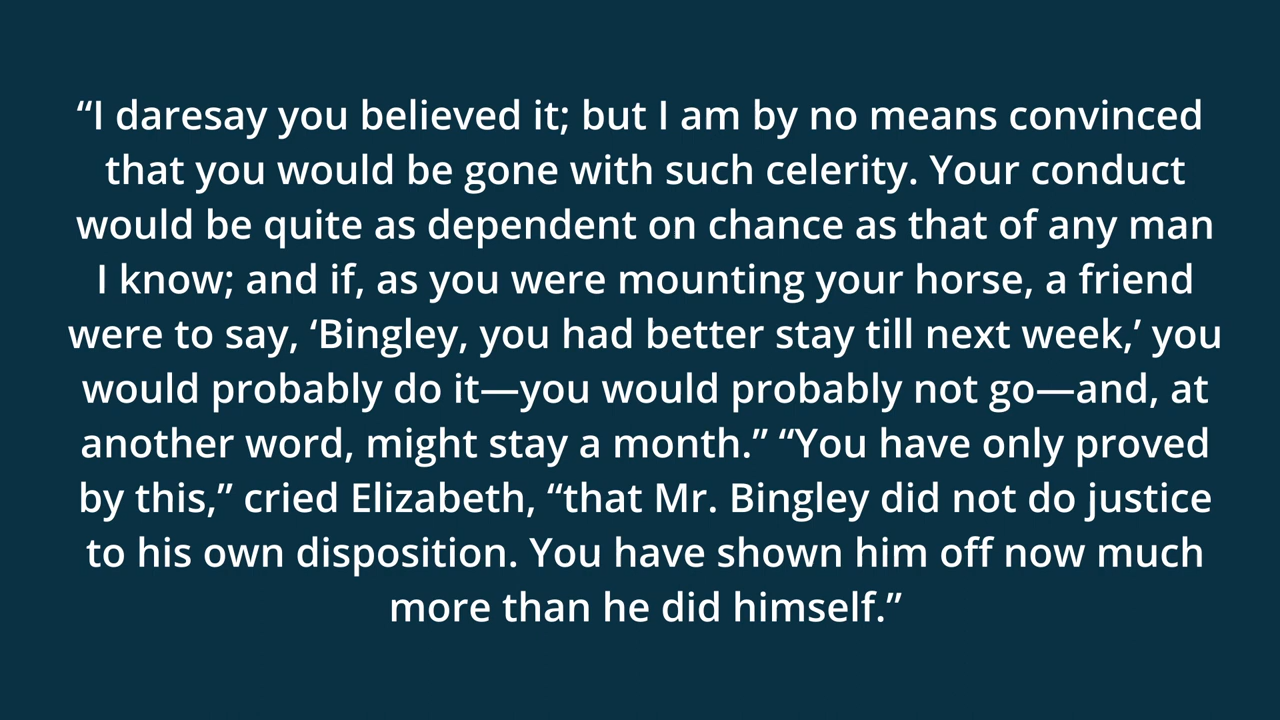 “I daresay you believed it; but I am by no means convinced
that you would be gone with such celerity. Your conduct
would be quite as dependent on chance as that of any man
I know; and if, as you were mounting your horse, a friend
were to say, ‘Bingley, you had better stay till next week,’ you
would probably do it—you would probably not go—and, at
another word, might stay a month.” “You have only proved
by this,” cried Elizabeth, “that Mr. Bingley did not do justice
to his own disposition. You have shown him off now much
more than he did himself.”